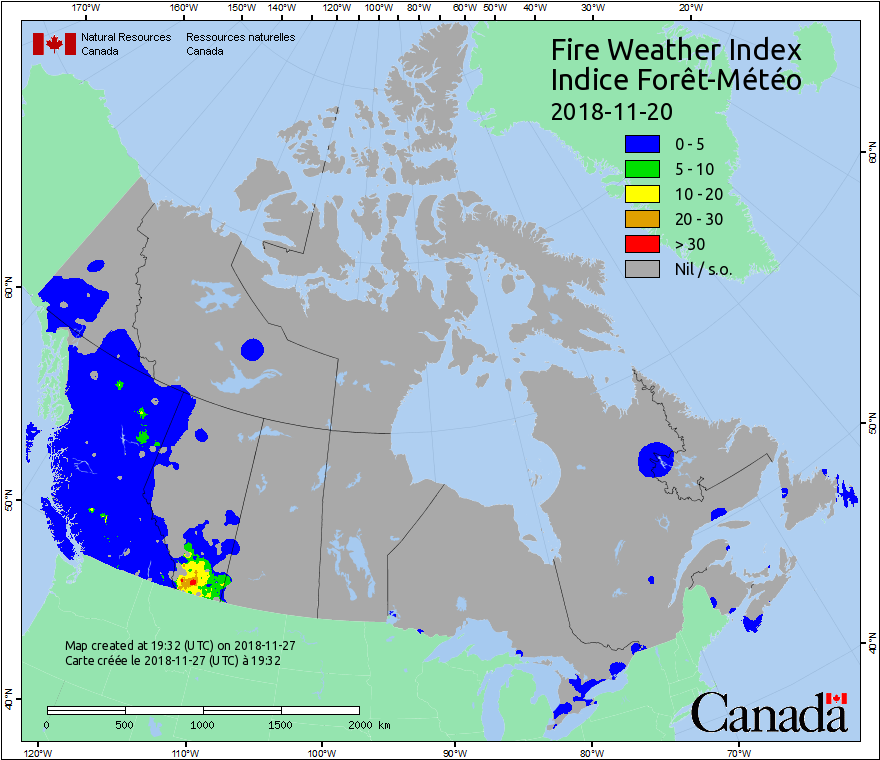 170°W 160°W 150°W 140°W 130°W 120°W 110°W 100°W 90°W 80°W 60°W 50°W 40°W 30°W 20°W
Natural Resources Ressources naturelles
Canada Canada
Fire Weather Index
Indice Forêt-Météo
2018-11-20
0 - 5
5 - 10
10 - 20
20 - 30
> 30
Nil / s.o.
60°N 60°N
50°N 50°N
40°N 40°N
Map created at 19:32 (UTC) on 2018-11-27
Carte créée le 2018-11-27 (UTC) à 19:32
0 500 1000 1500 2000 km
Canada
120°W 110°W 100°W 90°W 80°W 70°W